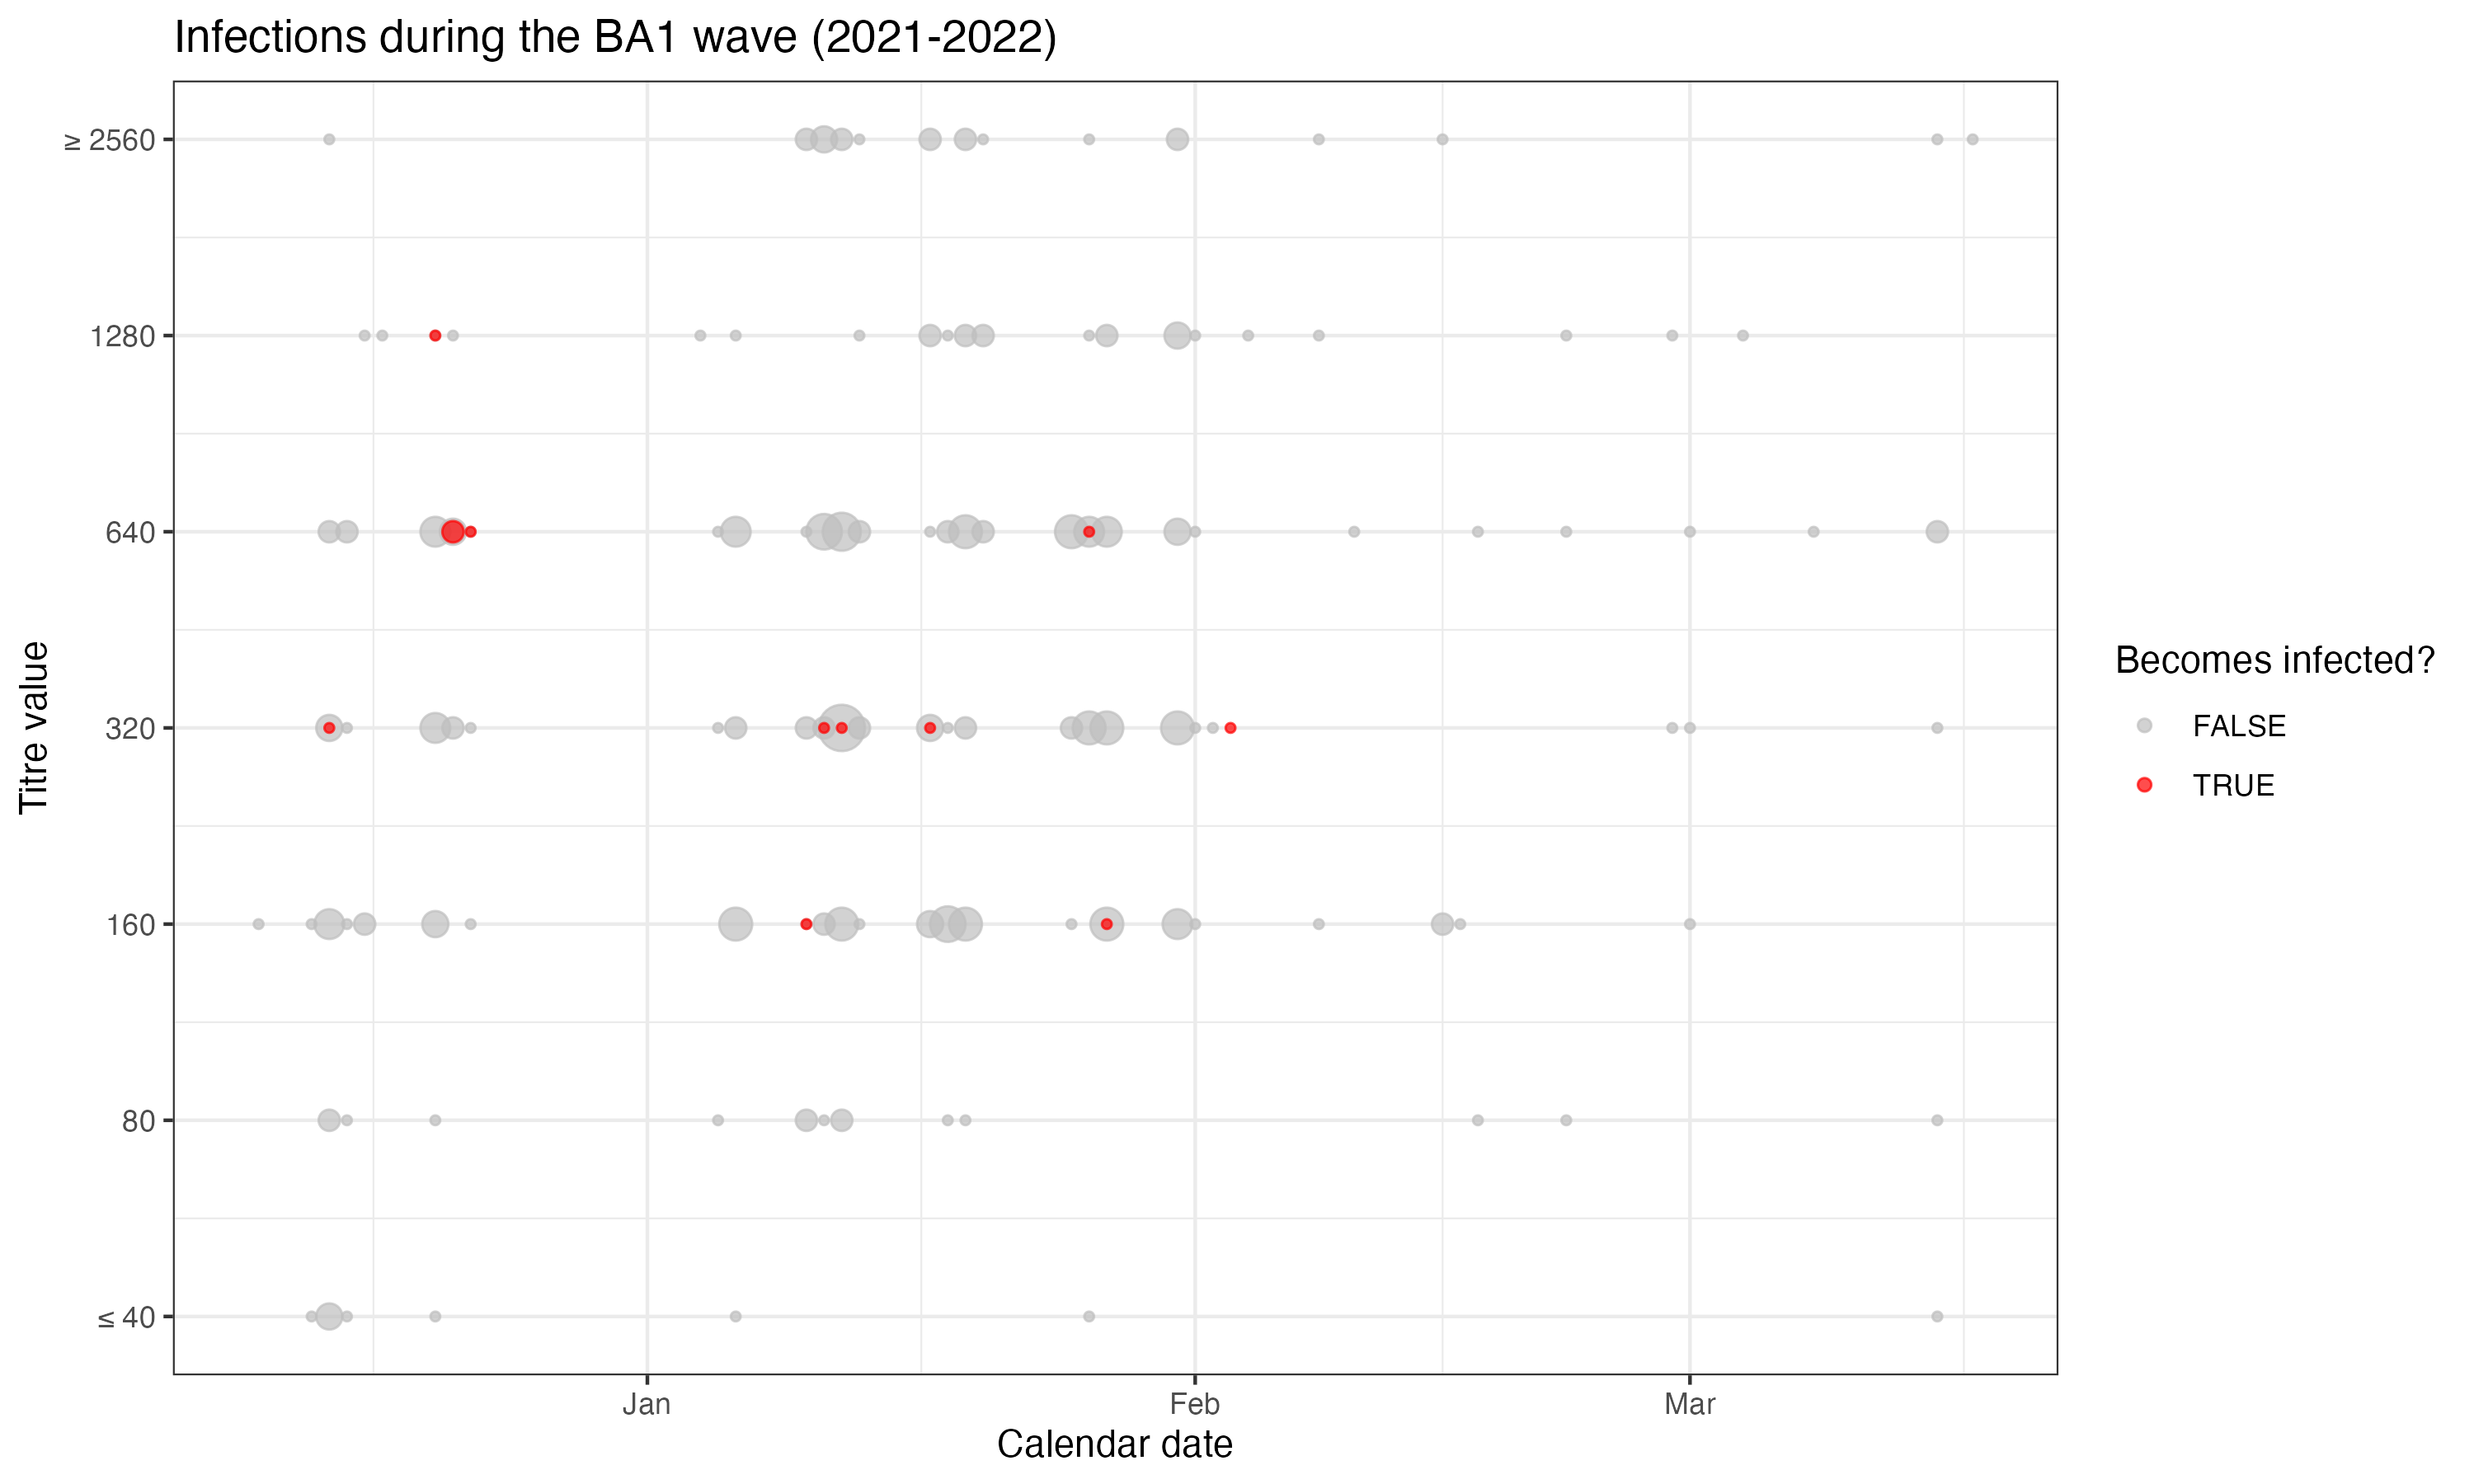 Infections during the BA1 wave (2021-2022)
Titre value
≥ 2560
1280
640
320
160
80
≤ 40
Jan
Feb
Mar
Calendar date
Becomes infected?
FALSE
TRUE